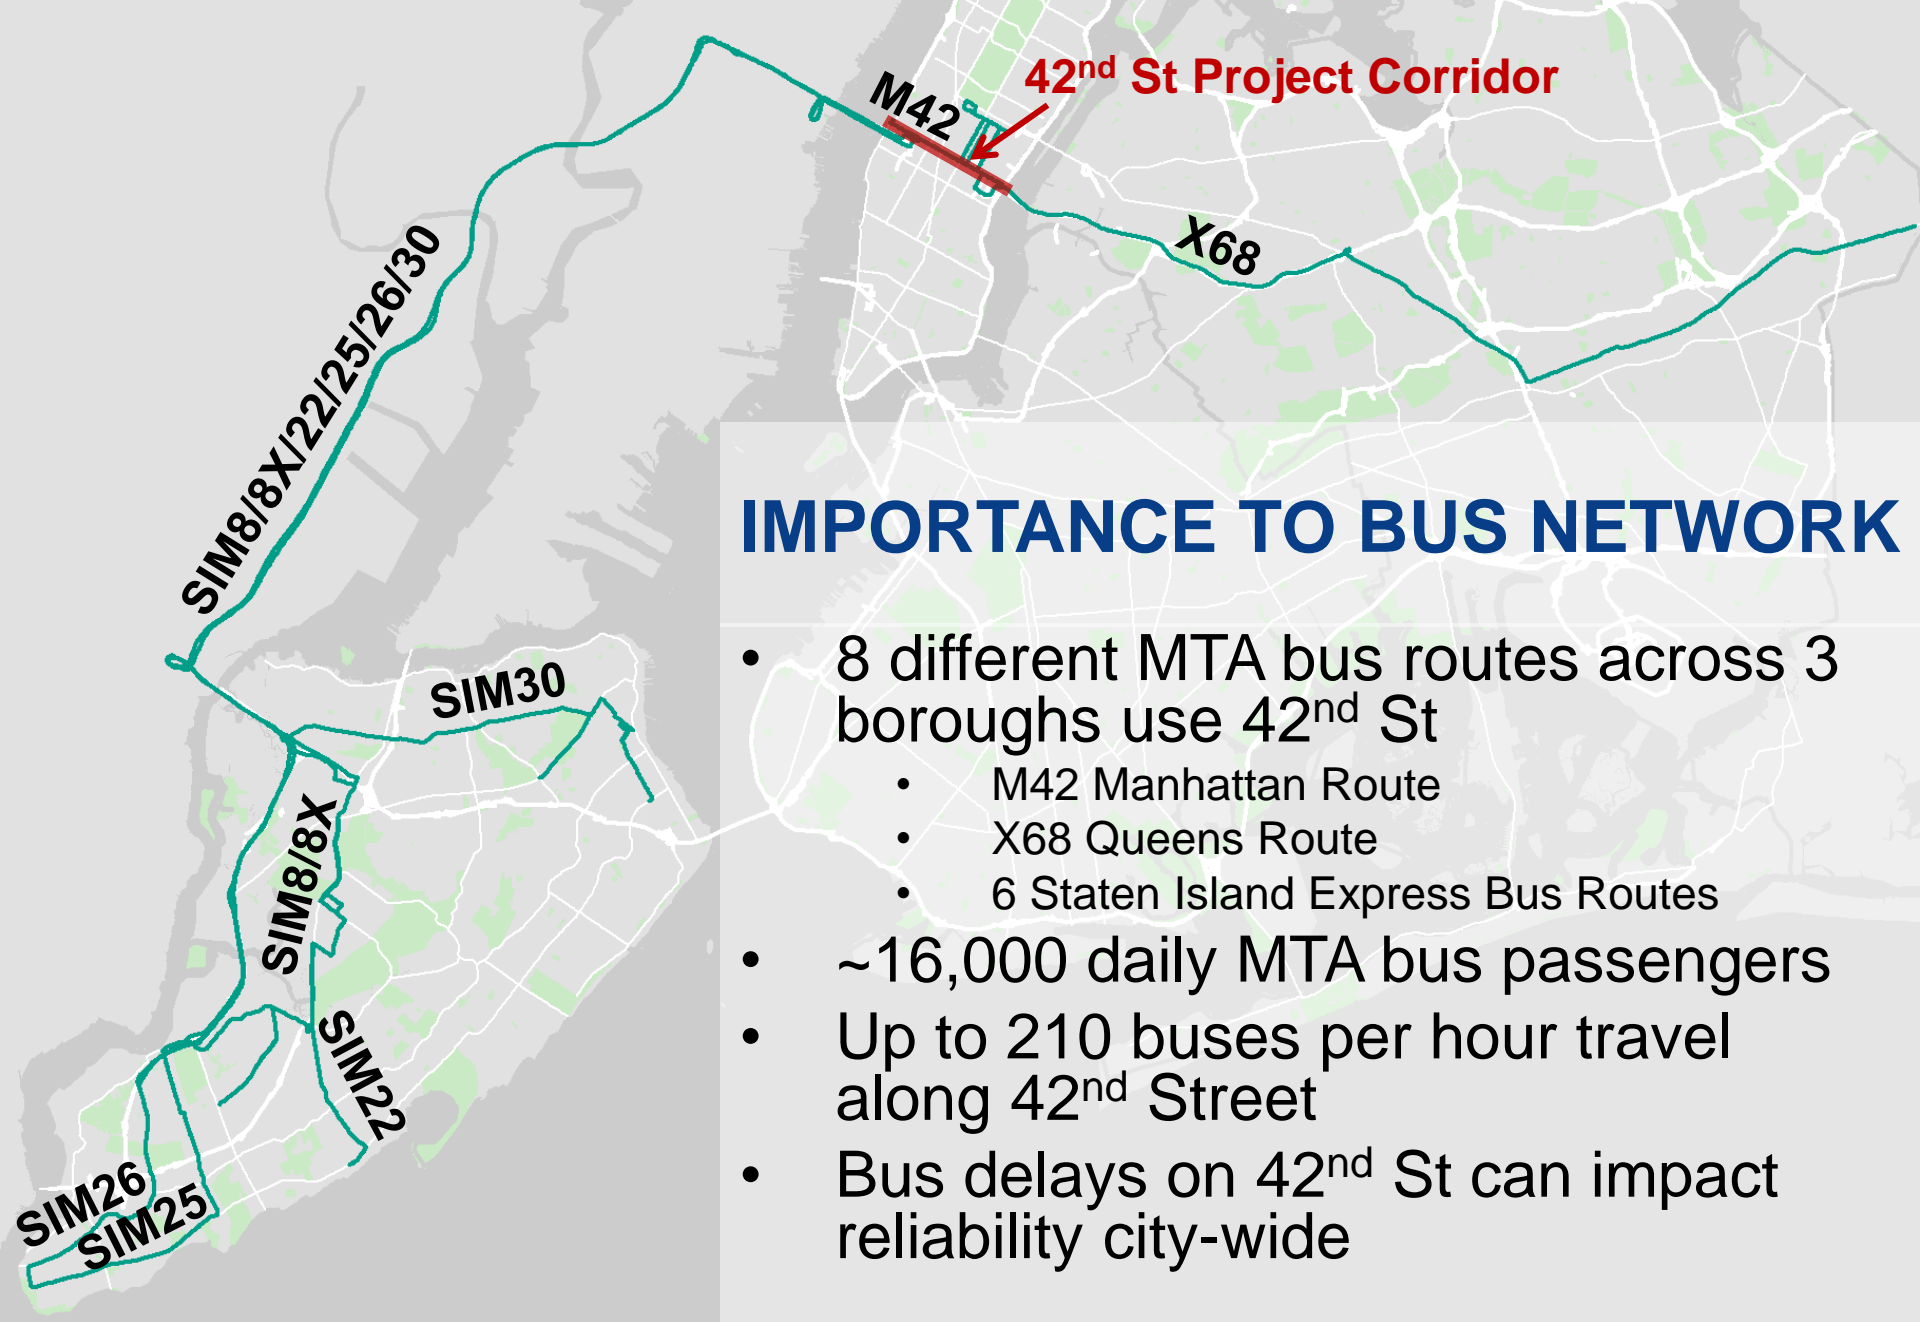 42nd St Project Corridor
M42
X68
SIM8/8X/22/25/26/30
SIM30
SIM8/8X
SIM22
SIM26
SIM25
IMPORTANCE TO BUS NETWORK
• 8 different MTA bus routes across 3
boroughs use 42nd St
• M42 Manhattan Route
• X68 Queens Route
• 6 Staten Island Express Bus Routes
• ~16,000 daily MTA bus passengers
• Up to 210 buses per hour travel
along 42nd Street
• Bus delays on 42nd St can impact
reliability city-wide